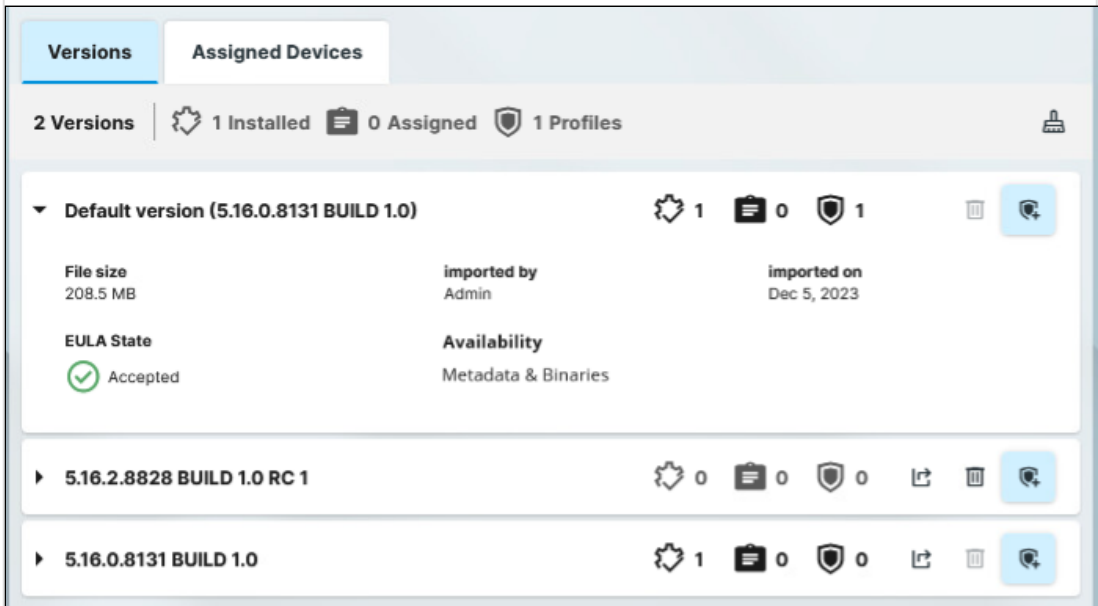 Versions Assigned Devices
2 Versions 1 Installed 0 Assigned 1 Profiles
Default version (5.16.0.8131 BUILD 1.0) 1 0 1
File size imported by imported on
208.5 MB Admin Dec 5, 2023
EULA State Availability
Accepted Metadata & Binaries
5.16.2.8828 BUILD 1.0 RC 1 0 0 0
5.16.0.8131 BUILD 1.0 1 0 0